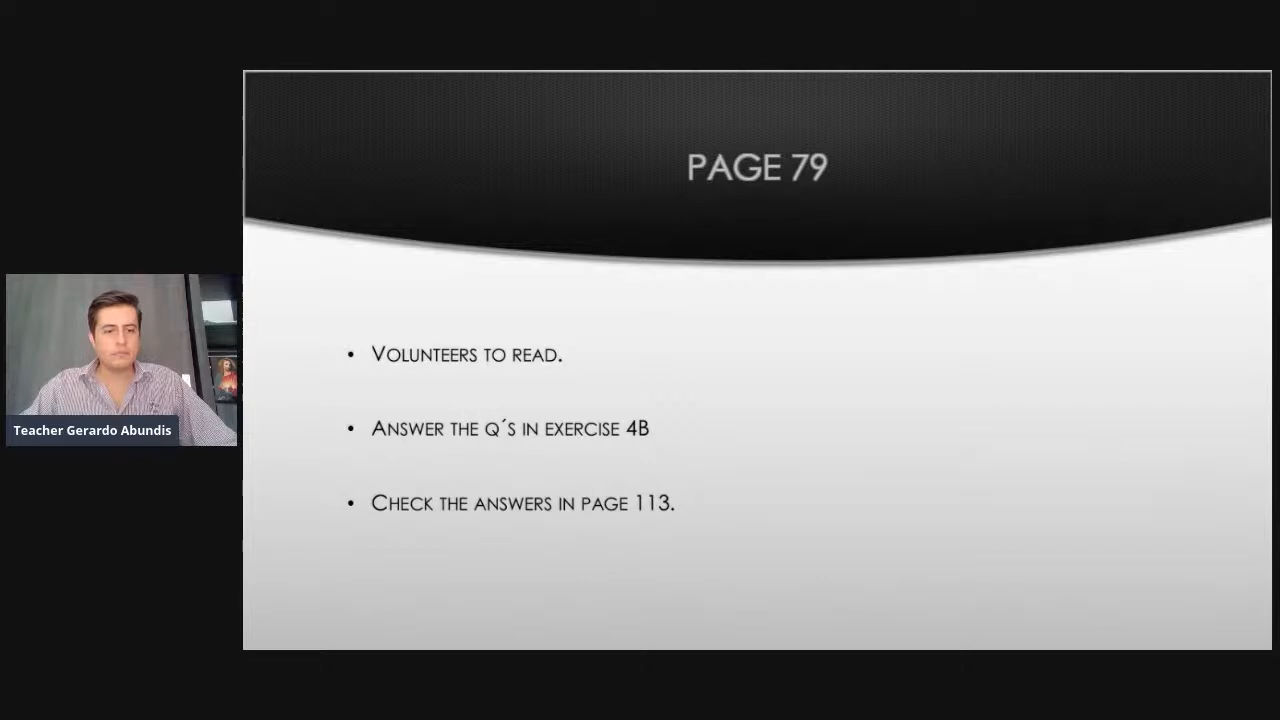 PAGE 79
• Volunteers to read.
• Answer the q´s in exercise 4B
• Check the answers in page 113.
Teacher Gerardo Abundis